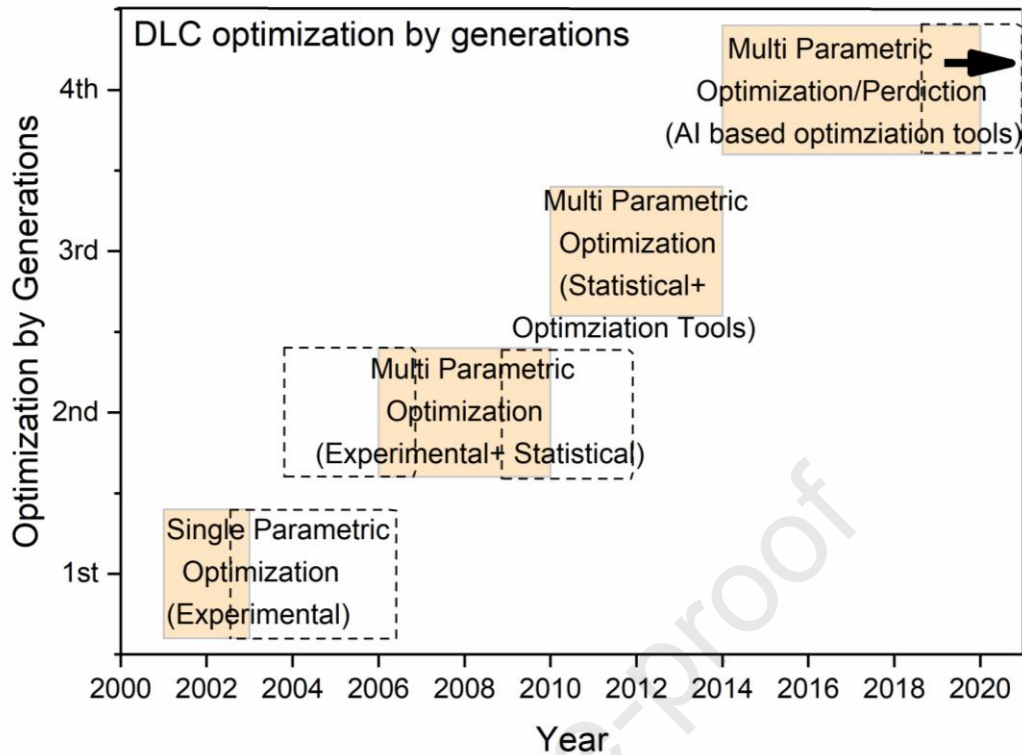 DLC optimization by generations
Multi Parametric
Optimization/Perdiction
(AI based optimziation tools)
4th
Multi Parametric
Optimization
(Statistical+
Optimziation Tools)
3rd
Multi Parametric
Optimization
(Experimental+ Statistical)
2nd
Single Parametric
Optimization
(Experimental)
1st
Optimization by Generations
2000 2002 2004 2006 2008 2010 2012 2014 2016 2018 2020
Year
e-proof